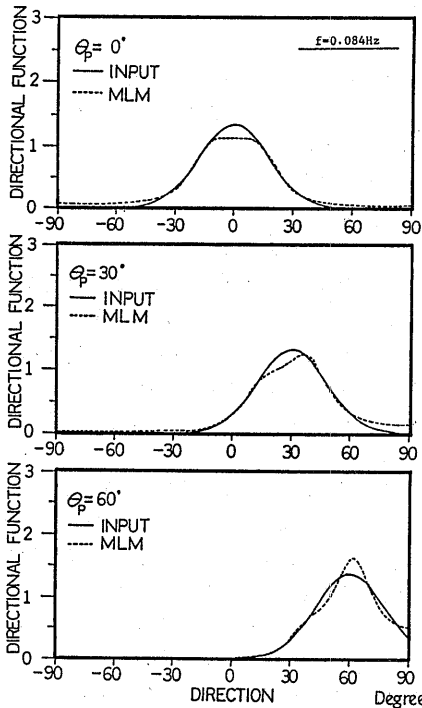 3
2
1
0
DIRECTIONAL FUNCTION
θp = 0°
INPUT
MLM
f=0.084Hz
-90 -60 -30 0 30 60 90
3
2
1
0
DIRECTIONAL FUNCTION
θp = 30°
INPUT
MLM
-90 -60 -30 0 30 60 90
3
2
1
0
DIRECTIONAL FUNCTION
θp = 60°
INPUT
MLM
-90 -60 -30 0 30 60 90
DIRECTION Degree